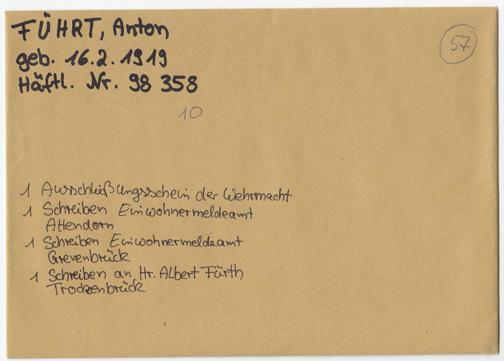 FÜHRT, Anton
geb. 16.2.1919
Häftl. Nr. 98 358
57
10
1 Ausschließungsschein der Wehrmacht
1 Schreiben Einwohnermeldeamt
Attendorn
1 Schreiben Einwohnermeldeamt
Grevenbrück
1 Schreiben an Hr. Albert Fürth
Trockenbrück